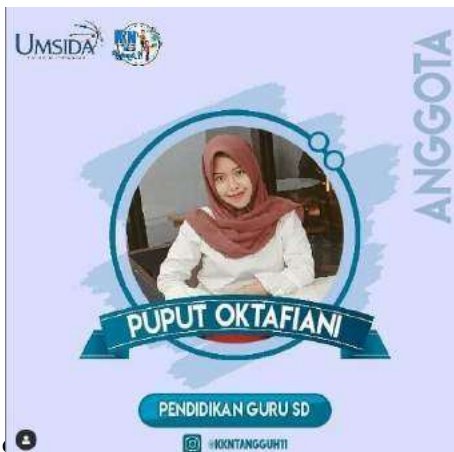 UMSIDA
ANGGOTA
PUPUT OKTAFIANI
PENDIDIKAN GURU SD
@KKNTANGGUH11